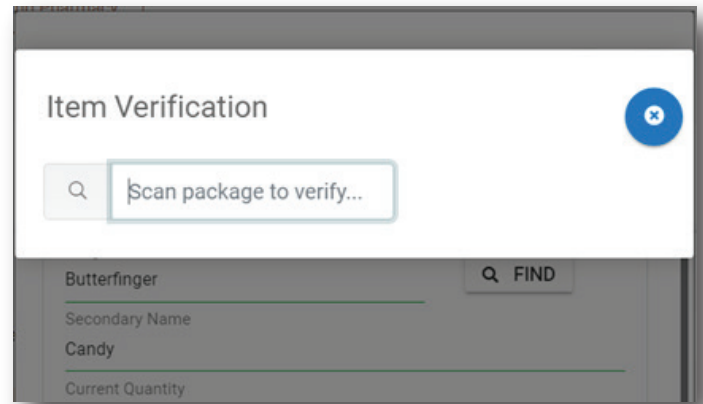 Item Verification
Scan package to verify...
Butterfinger
FIND
Secondary Name
Candy
Current Quantity